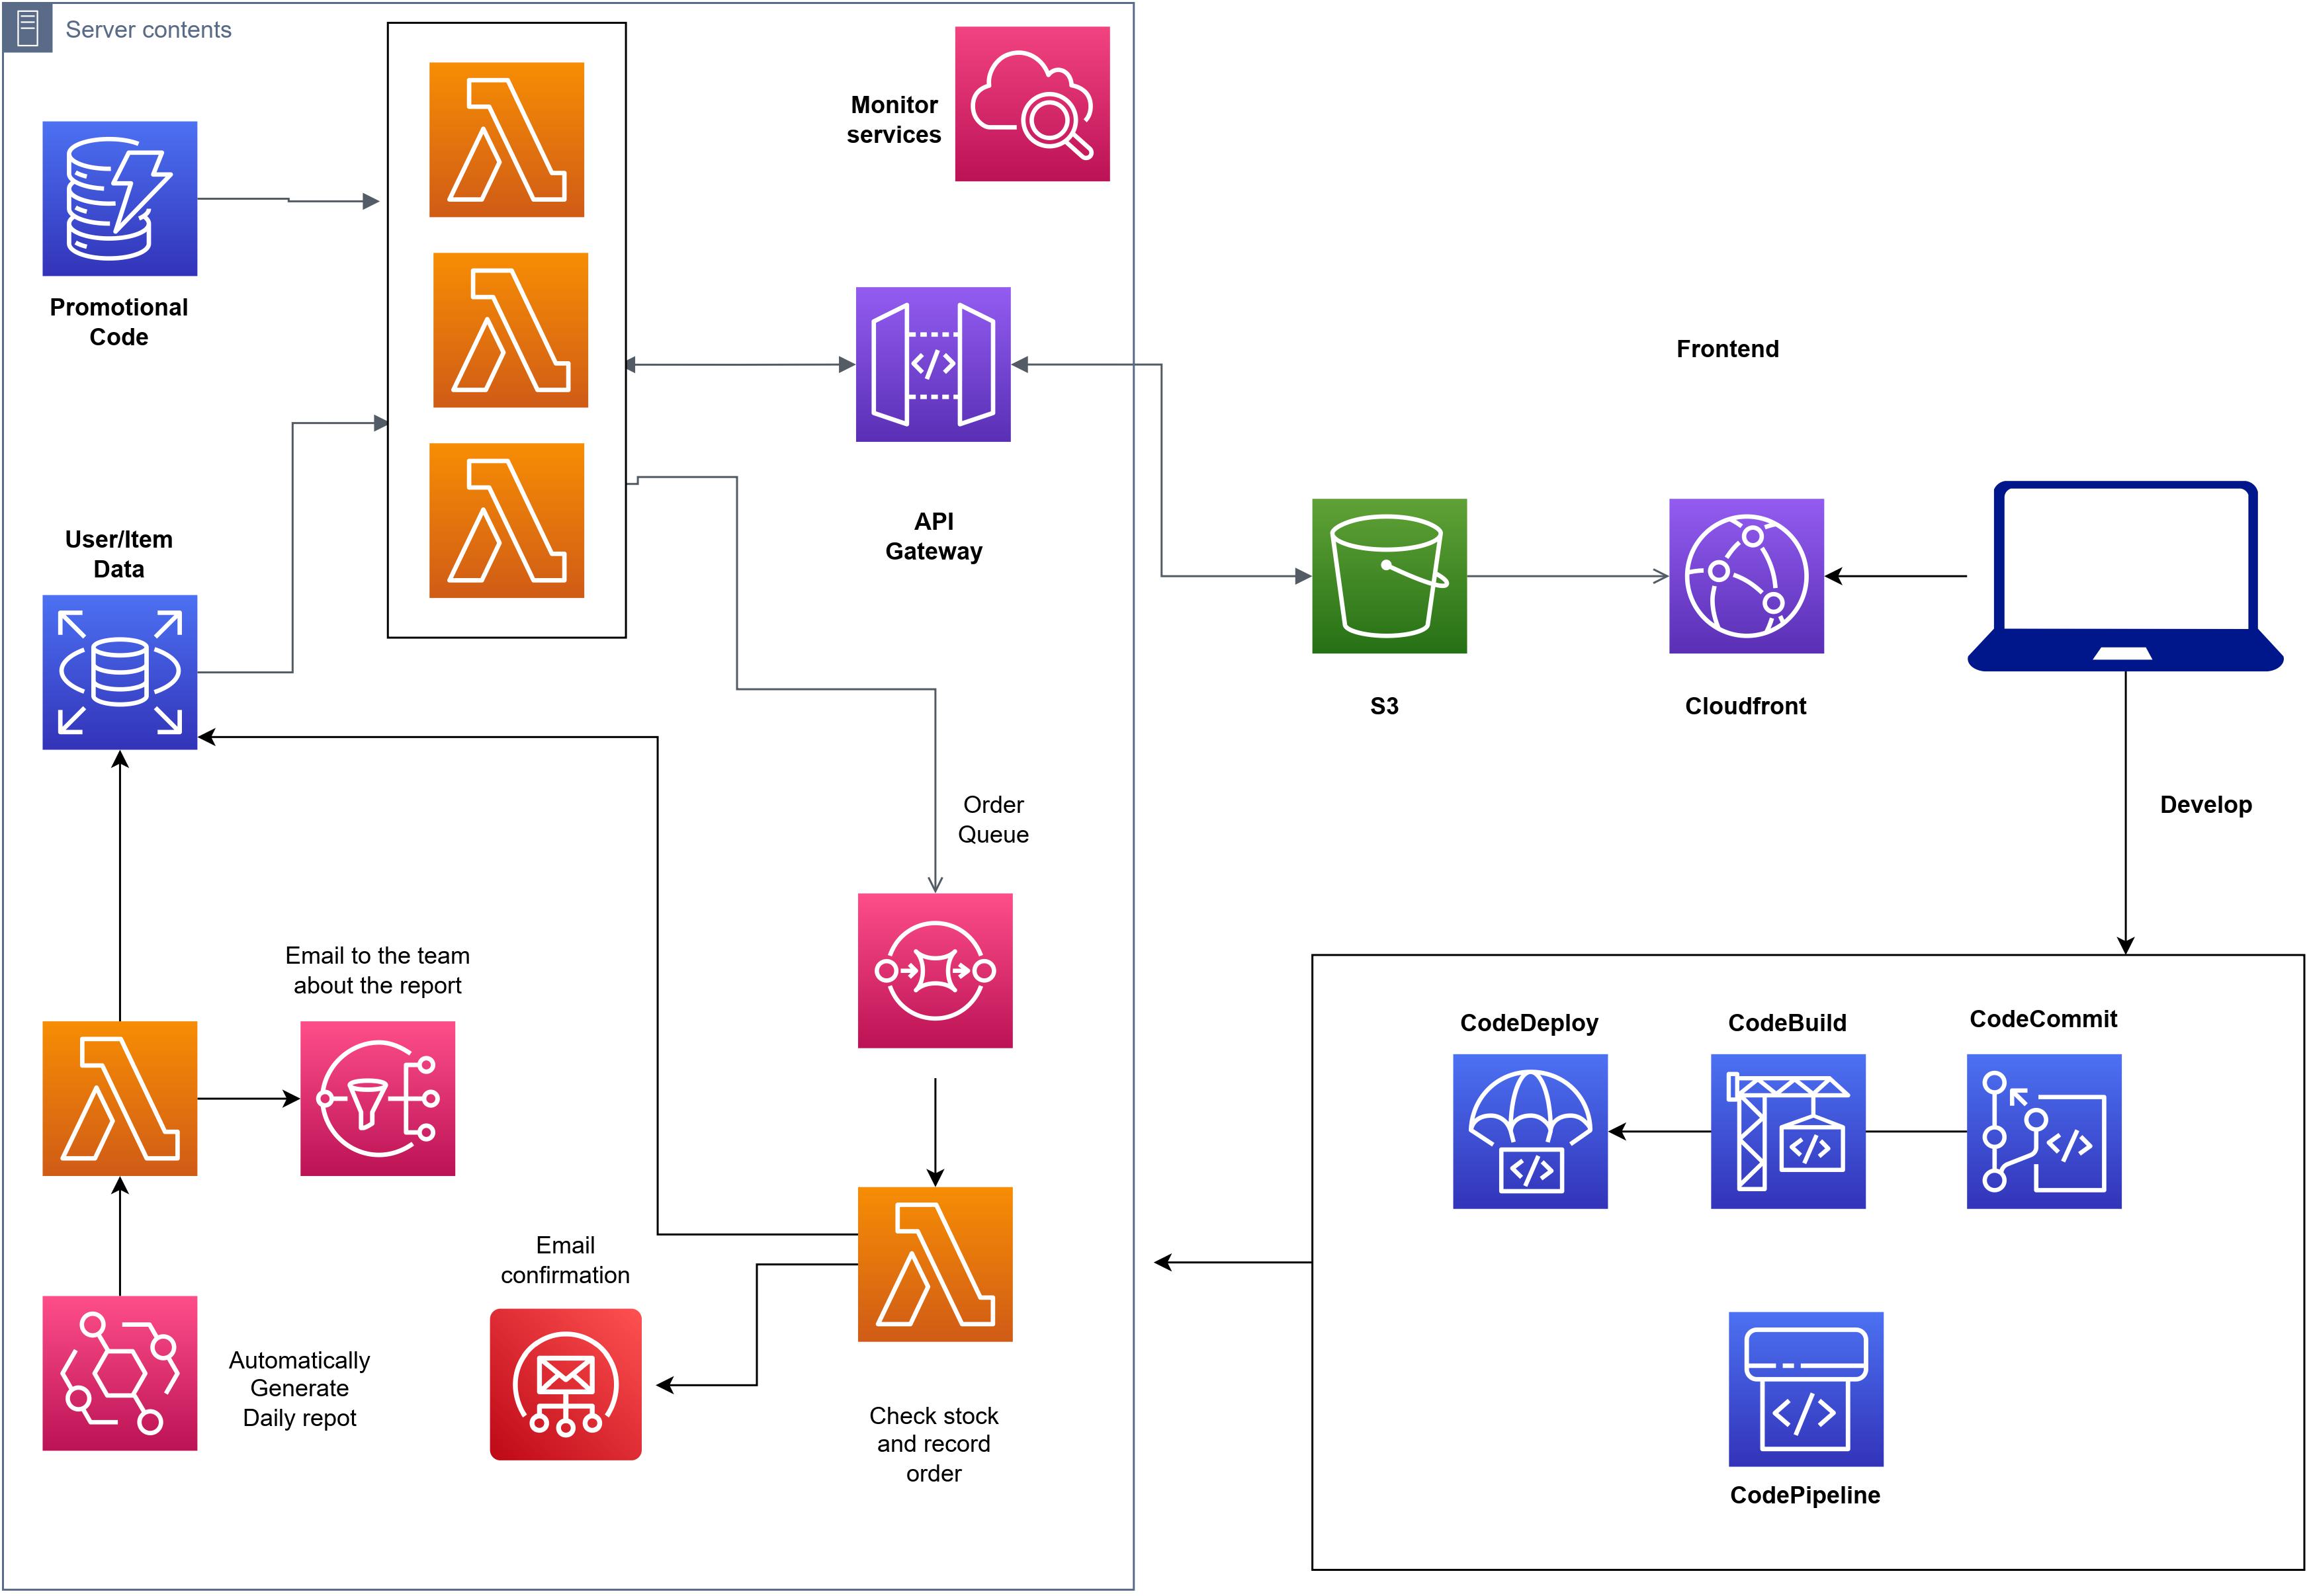 Server contents
Monitor
services
Promotional
Code
Frontend
API
Gateway
User/Item
Data
S3
Cloudfront
Order
Queue
Develop
Email to the team
about the report
CodeDeploy
CodeBuild
CodeCommit
Email
confirmation
Automatically
Generate
Daily repot
Check stock
and record
order
CodePipeline